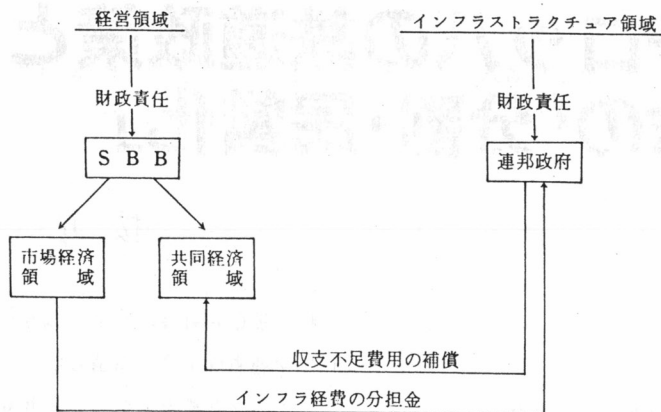 経営領域
インフラストラクチュア領域
財政責任
財政責任
S B B
連邦政府
市場経済
領 域
共同経済
領 域
収支不足費用の補償
インフラ経費の分担金